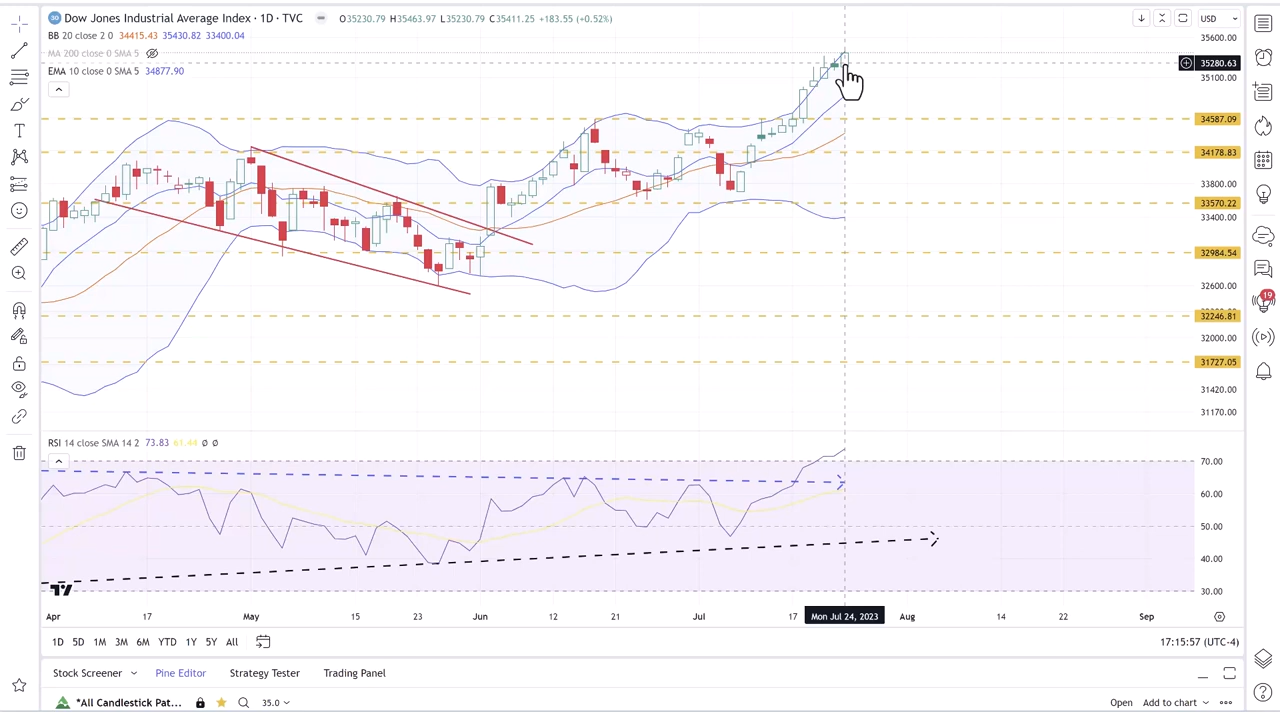 30 Dow Jones Industrial Average Index · 1D · TVC O35230.79 H35463.97 L35230.79 C35411.25 +183.55 (+0.52%) USD
BB 20 close 2 0 34415.43 35430.82 33400.04
MA 200 close 0 SMA 5
EMA 10 close 0 SMA 5 34877.90
35600.00
35280.63
35100.00
34587.09
34178.83
33800.00
33570.22
33400.00
32984.54
32600.00
32246.81
32000.00
31727.05
31420.00
31170.00
19
RSI 14 close SMA 14 2 73.83 61.44 Ø Ø
70.00
60.00
50.00
40.00
30.00
Apr 17 May 15 23 Jun 12 21 Jul 17 Mon Jul 24, 2023 Aug 14 22 Sep
1D 5D 1M 3M 6M YTD 1Y 5Y All 17:15:57 (UTC-4)
Stock Screener Pine Editor Strategy Tester Trading Panel
*All Candlestick Pat... 35.0 Open Add to chart